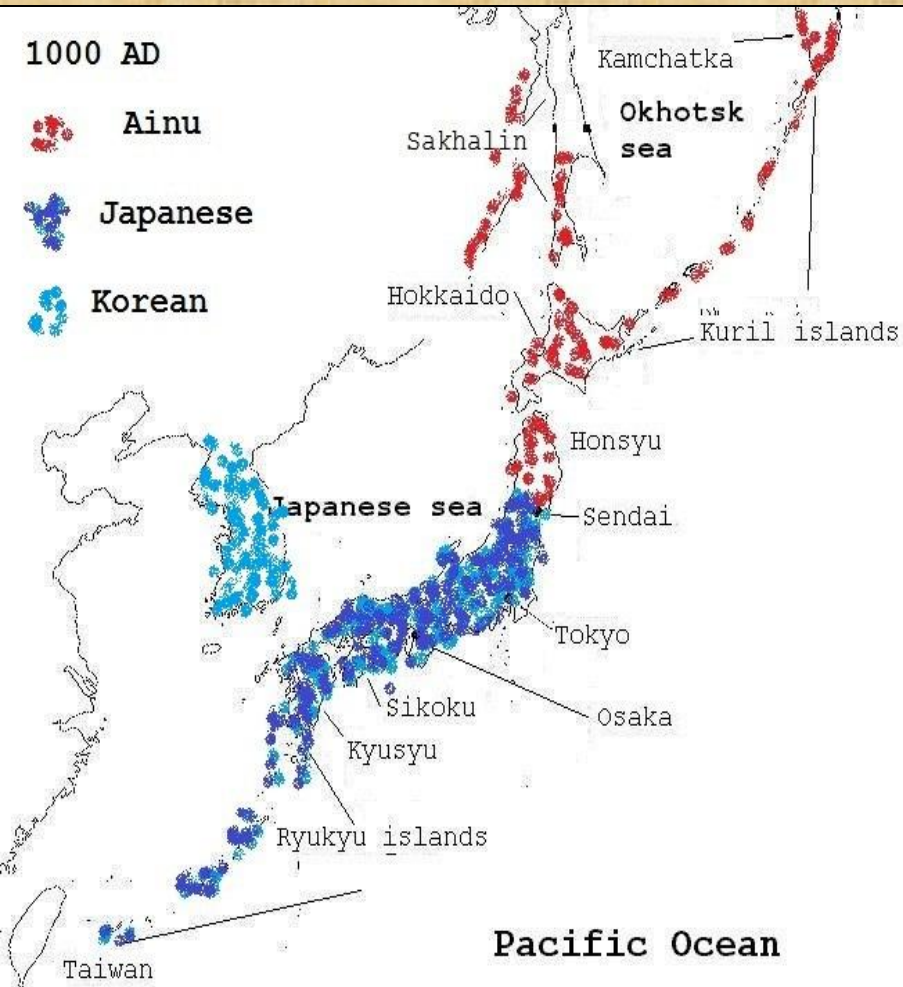 1000 AD
Ainu
Japanese
Korean
Kamchatka
Okhotsk
sea
Sakhalin
Hokkaido
Kuril islands
Honsyu
Japanese sea
Sendai
Tokyo
Sikoku
Osaka
Kyusyu
Ryukyu islands
Taiwan
Pacific Ocean